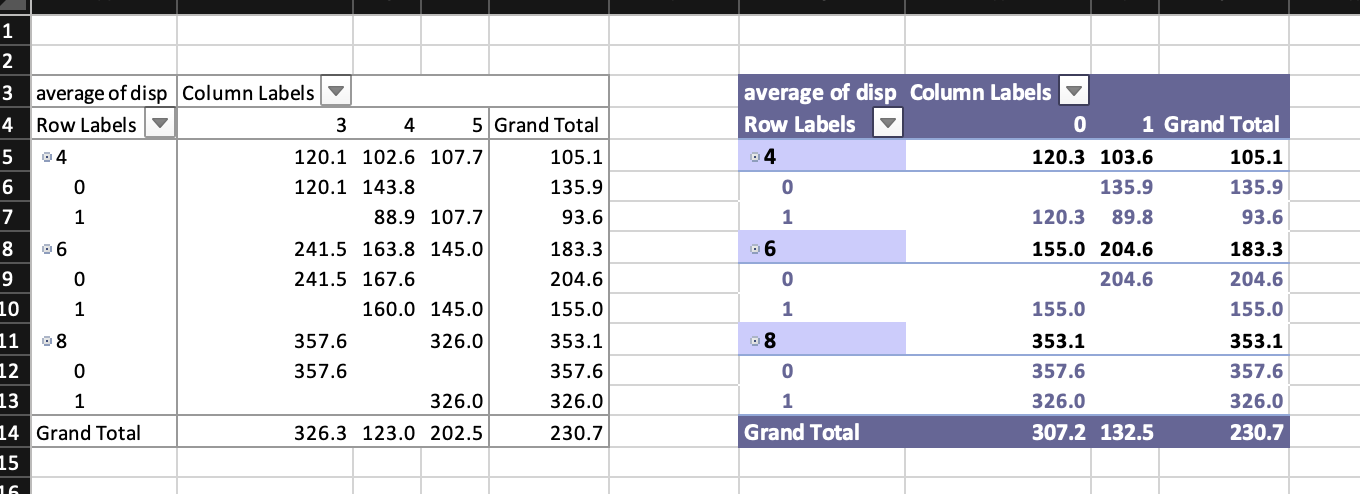 1
2
3 average of disp Column Labels average of disp Column Labels
4 Row Labels 3 4 5 Grand Total Row Labels 0 1 Grand Total
5 4 120.1 102.6 107.7 105.1 4 120.3 103.6 105.1
6 0 120.1 143.8 135.9 0 135.9 135.9
7 1 88.9 107.7 93.6 1 120.3 89.8 93.6
8 6 241.5 163.8 145.0 183.3 6 155.0 204.6 183.3
9 0 241.5 167.6 204.6 0 204.6 204.6
10 1 160.0 145.0 155.0 1 155.0 155.0
11 8 357.6 326.0 353.1 8 353.1 353.1
12 0 357.6 357.6 0 357.6 357.6
13 1 326.0 326.0 1 326.0 326.0
14 Grand Total 326.3 123.0 202.5 230.7 Grand Total 307.2 132.5 230.7
15
16